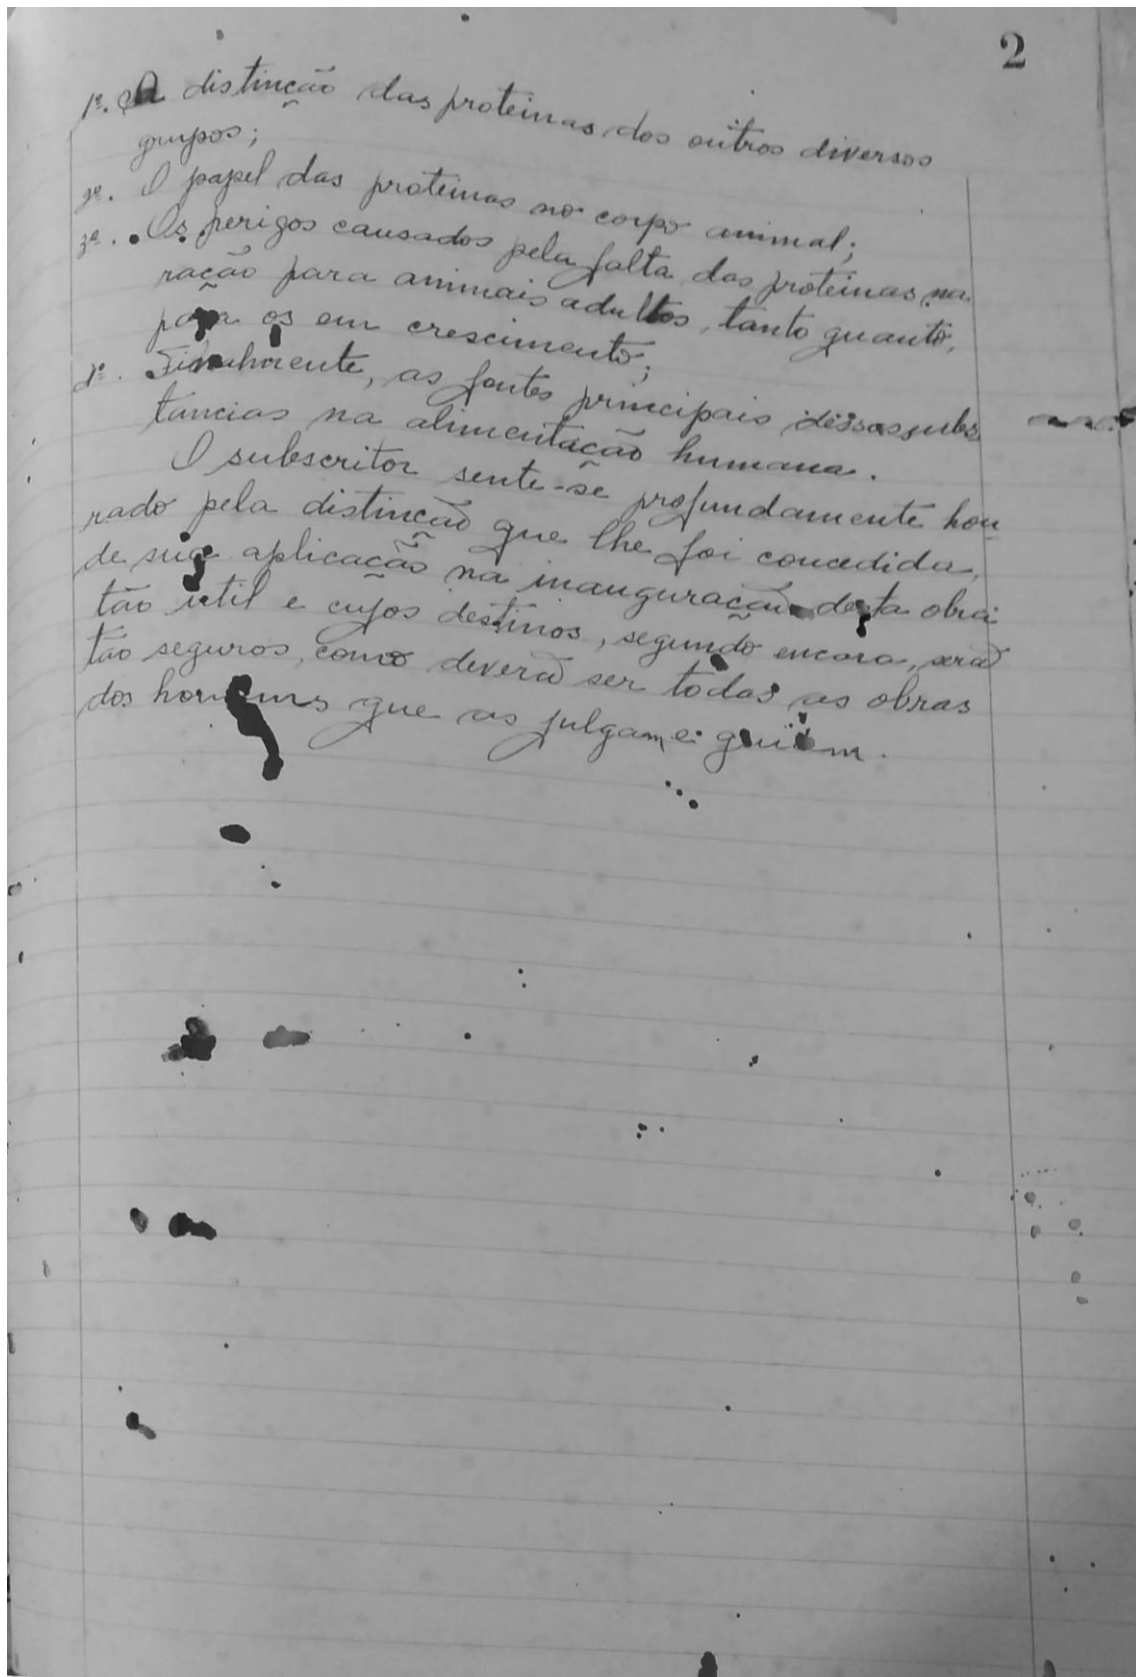 2
1º. A distinção das proteinas dos outros diversos
grupos;
2º. O papel das proteinas no corpo animal;
3º. Os perigos causados pela falta das proteinas na
ração para animais adultos, tanto quanto,
para os em crescimento;
4º. Finalmente, as fontes principais dessas subs
tancias na alimentação humana.
O subscritor sente-se profundamente hon
rado pela distinção que lhe foi concedida,
de sua aplicação na inauguração desta obra
tão util e cujos destinos, segundo encara, será
tão seguros, como deverá ser todas as obras
dos homens que as julgam e guiem.